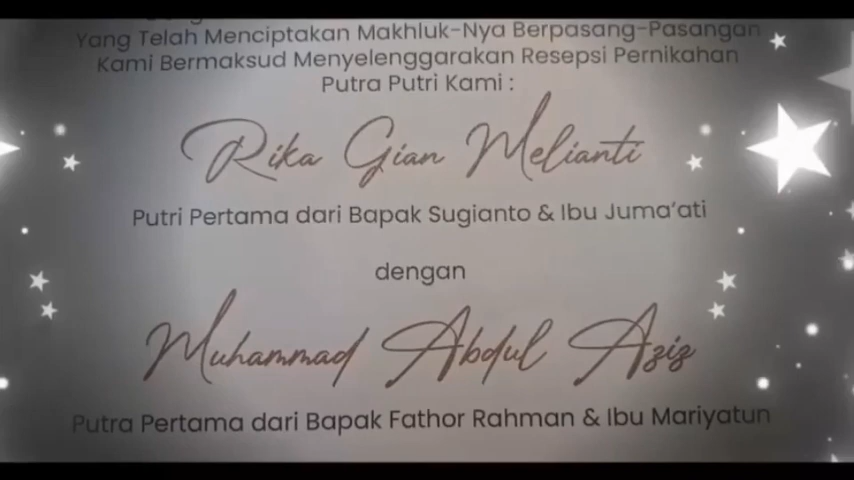 Yang Telah Menciptakan Makhluk-Nya Berpasang-Pasangan
Kami Bermaksud Menyelenggarakan Resepsi Pernikahan
Putra Putri Kami :
Rika Gian Melianti
Putri Pertama dari Bapak Sugianto & Ibu Juma'ati
dengan
Muhammad Abdul Aziz
Putra Pertama dari Bapak Fathor Rahman & Ibu Mariyatun